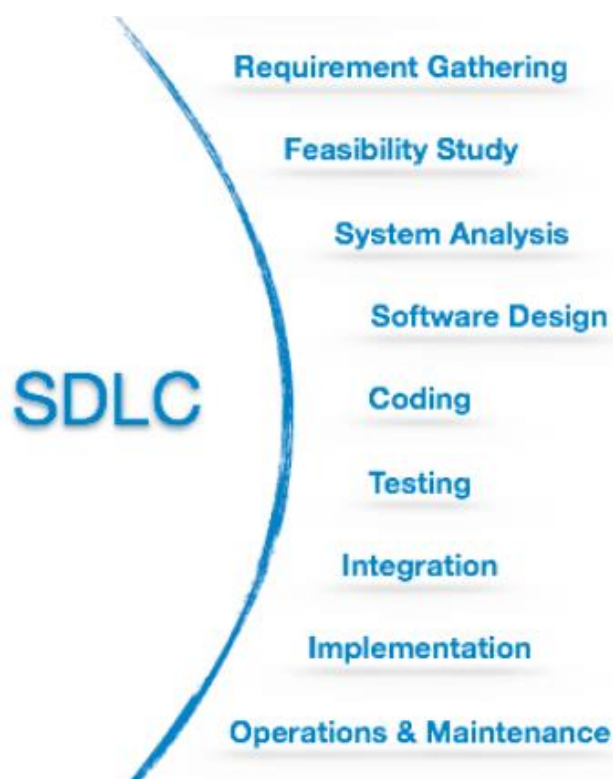 Requirement Gathering
Feasibility Study
System Analysis
Software Design
SDLC
Coding
Testing
Integration
Implementation
Operations & Maintenance